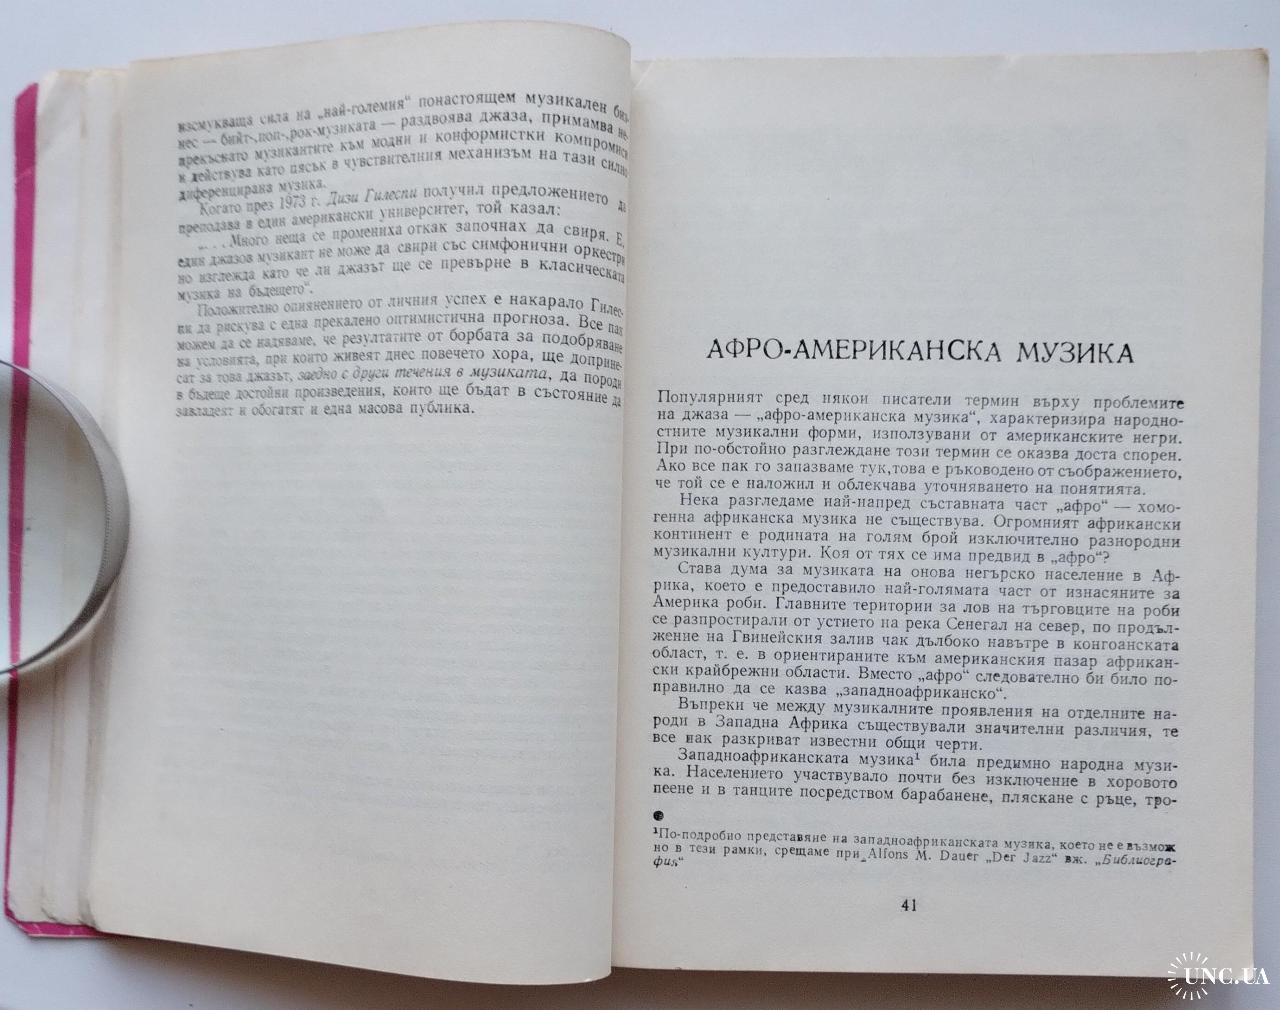 изсмукваща сила на „най-големия“ понастоящем музикален биз-
нес — бийт-,поп-,рок-музиката — раздвоява джаза, примамва не-
прекъснато музикантите към модни и конформистки компромиси
и действува като пясък в чувствителния механизъм на тази силно
диференцирана музика.
Когато през 1973 г. Дизи Гилеспи получил предложението да
преподава в един американски университет, той казал:
„. . . Много неща се промениха откак започнах да свиря. Е,
един джазов музикант не може да свири със симфонични оркестри
но изглежда като че ли джазът ще се превърне в класическата
музика на бъдещето“.
Положително опиянението от личния успех е накарало Гилес-
пи да рискува с една прекалено оптимистична прогноза. Все пак
можем да се надяваме, че резултатите от борбата за подобряване
на условията, при които живеят днес повечето хора, ще допринe-
сат за това джазът, заедно с други течения в музиката, да породи
в бъдеще достойни произведения, които ще бъдат в състояние да
завладеят и обогатят и една масова публика.
АФРО-АМЕРИКАНСКА МУЗИКА
Популярният сред някои писатели термин върху проблемите
на джаза — „афро-американска музика“, характеризира народно-
стните музикални форми, използувани от американските негри.
При по-обстойно разглеждане този термин се оказва доста спорен.
Ако все пак го запазваме тук,това е ръководено от съображението,
че той се е наложил и облекчава уточняването на понятията.
Нека разгледаме най-напред съставната част „афро“ — хомо-
генна африканска музика не съществува. Огромният африкански
континент е родината на голям брой изключително разнородни
музикални култури. Коя от тях се има предвид в „афро“?
Става дума за музиката на онова негърско население в Аф-
рика, което е предоставило най-голямата част от изнасяните за
Америка роби. Главните територии за лов на търговците на роби
се разпростирали от устието на река Сенегал на север, по продъл-
жение на Гвинейския залив чак дълбоко навътре в конгоанската
област, т. е. в ориентираните към американския пазар африкан-
ски крайбрежни области. Вместо „афро“ следователно би било по-
правилно да се казва „западноафриканско“.
Въпреки че между музикалните проявления на отделните на-
роди в Западна Африка съществували значителни различия, те
все пак разкриват известни общи черти.
Западноафриканската музика¹ била предимно народна музи-
ка. Населението участвувало почти без изключение в хоровото
пеене и в танците посредством барабанене, пляскане с ръце, тро-
¹По-подробно представяне на западноафриканската музика, което не е възмож
но в тези рамки, срещаме при Alfons M. Dauer „Der Jazz“ вж. „Библиогра-
фия“
41
UNC.UA